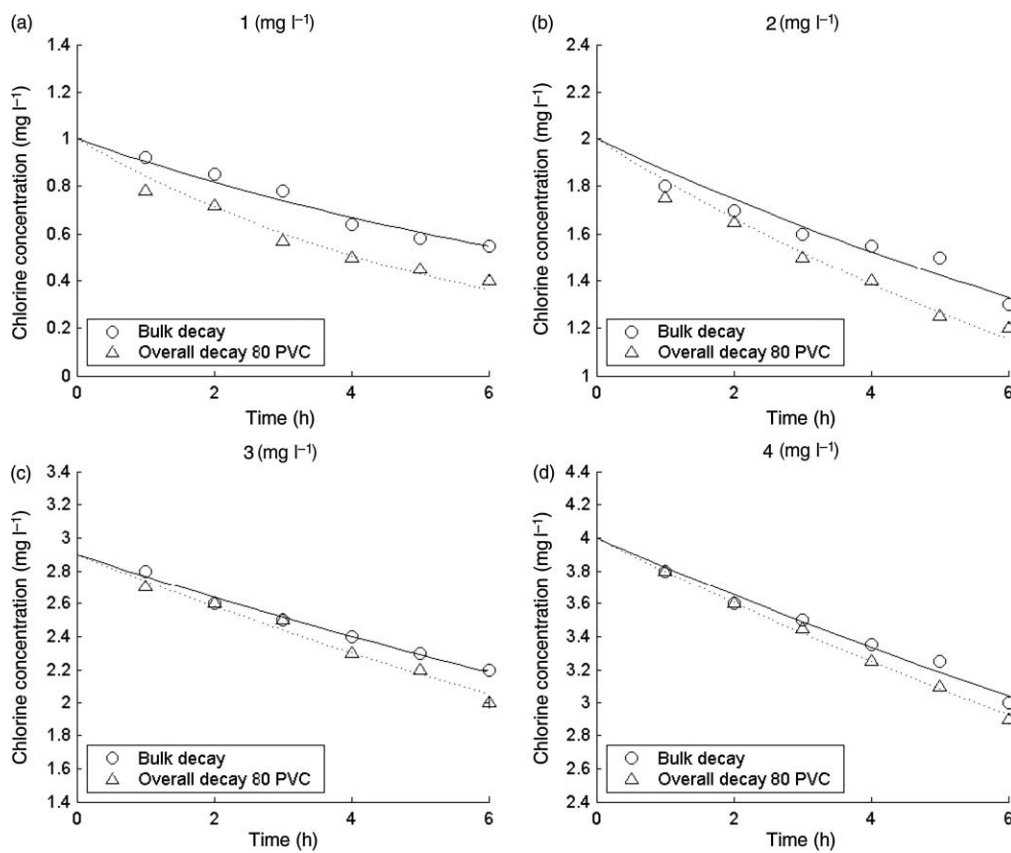 (a)
1 (mg l⁻¹)
Chlorine concentration (mg l⁻¹)
1.4
1.2
1
0.8
0.6
0.4
0.2
0
0 2 4 6
Time (h)
Bulk decay
Overall decay 80 PVC
(b)
2 (mg l⁻¹)
Chlorine concentration (mg l⁻¹)
2.4
2.2
2
1.8
1.6
1.4
1.2
1
0 2 4 6
Time (h)
Bulk decay
Overall decay 80 PVC
(c)
3 (mg l⁻¹)
Chlorine concentration (mg l⁻¹)
3.4
3.2
3
2.8
2.6
2.4
2.2
2
1.8
1.6
1.4
0 2 4 6
Time (h)
Bulk decay
Overall decay 80 PVC
(d)
4 (mg l⁻¹)
Chlorine concentration (mg l⁻¹)
4.4
4.2
4
3.8
3.6
3.4
3.2
3
2.8
2.6
2.4
0 2 4 6
Time (h)
Bulk decay
Overall decay 80 PVC